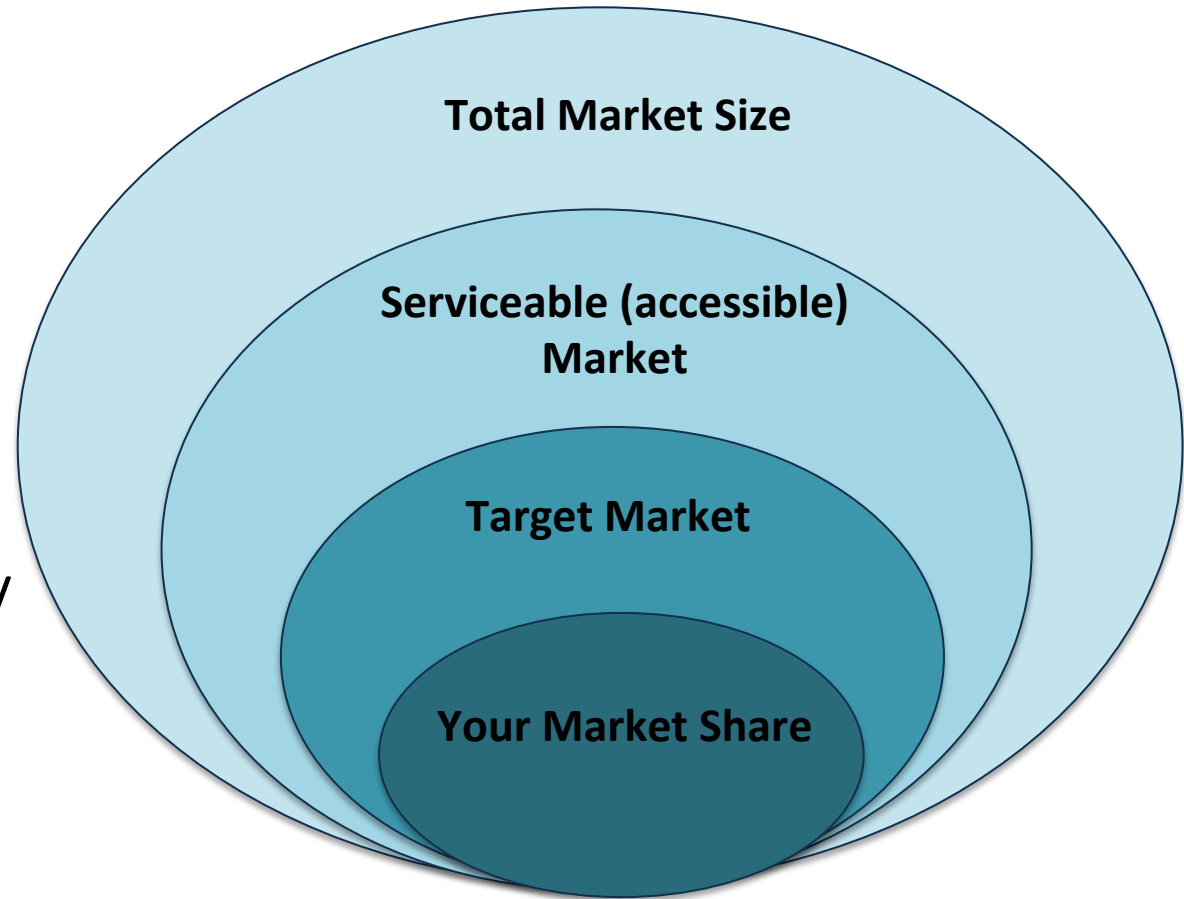 Total Market Size
Serviceable (accessible)
Market
Target Market
y
Your Market Share